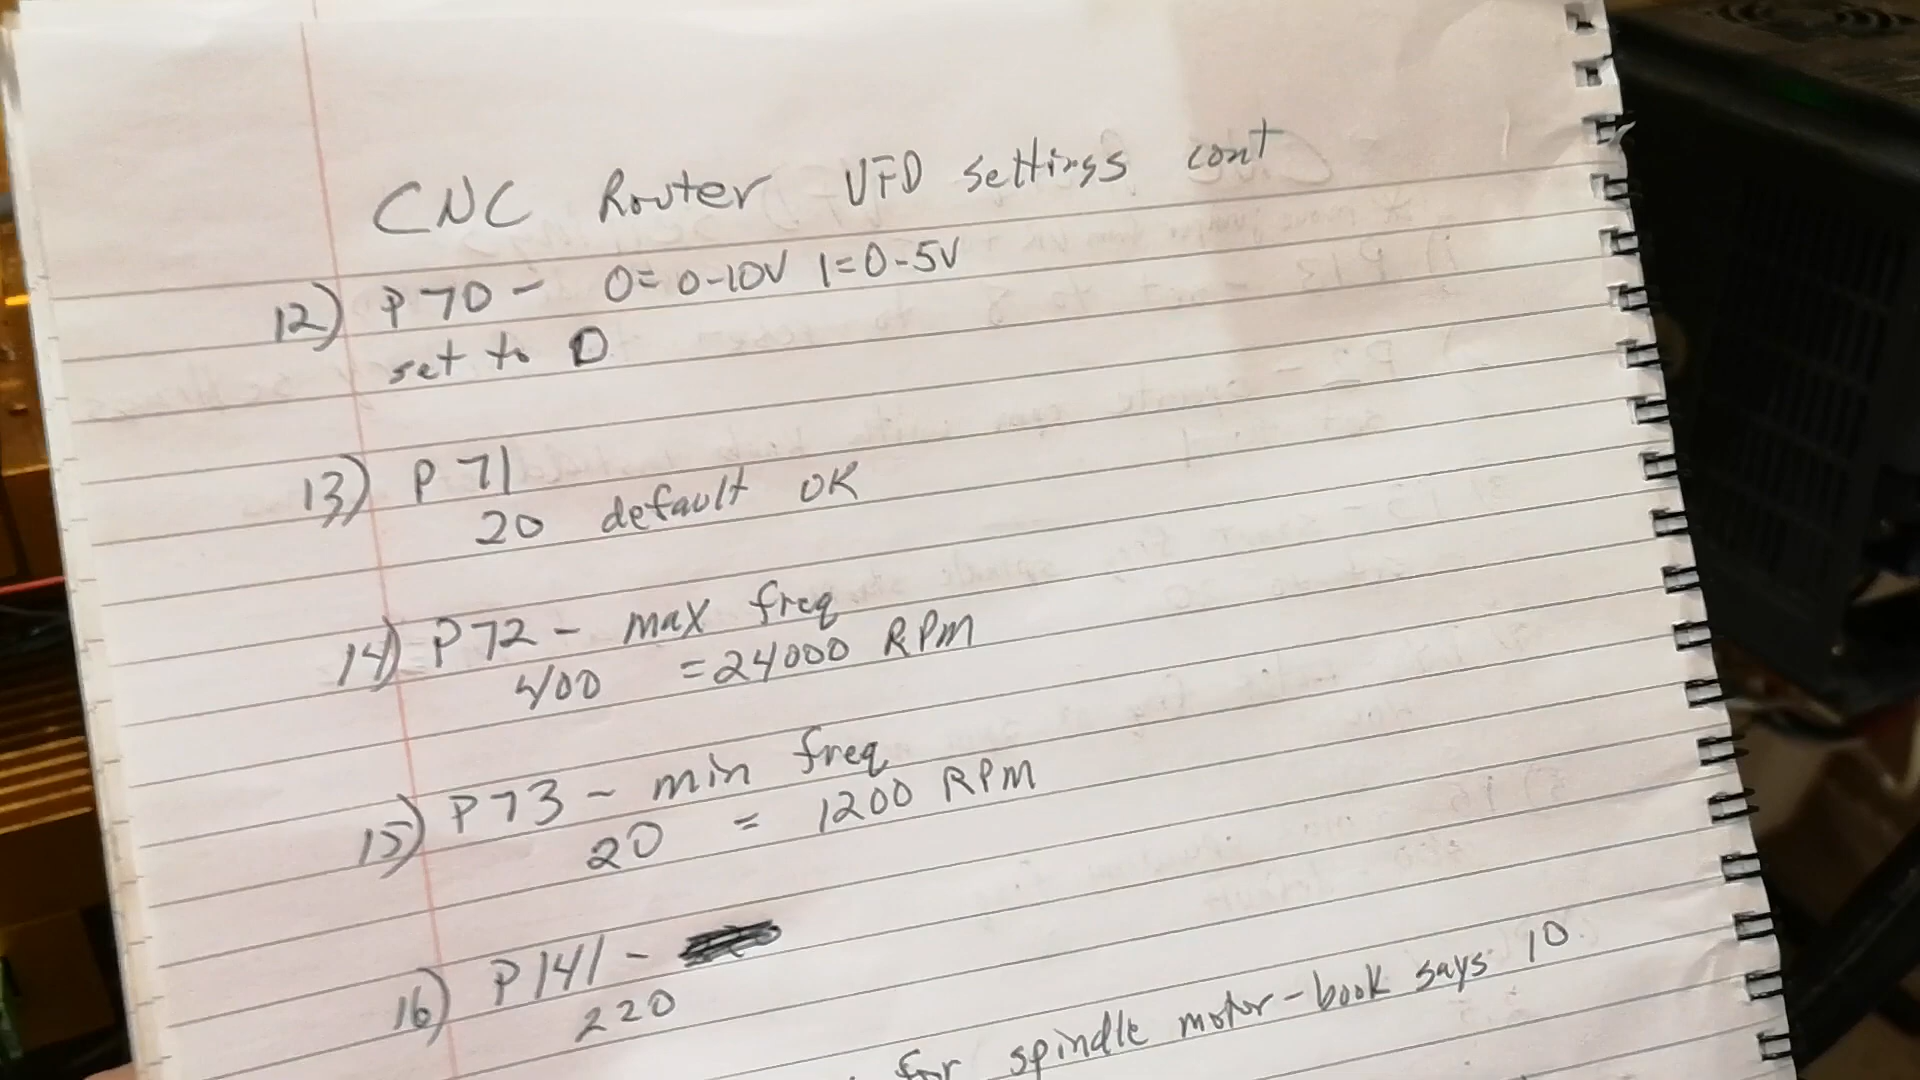 CNC Router VFD settings cont
12) P70 - 0=0-10V 1=0-5V
set to 0
13) P71
20 default OK
14) P72 - max freq
400 = 24000 RPM
15) P73 - min freq
20 = 1200 RPM
16) P141 -
220
for spindle motor - book says 10